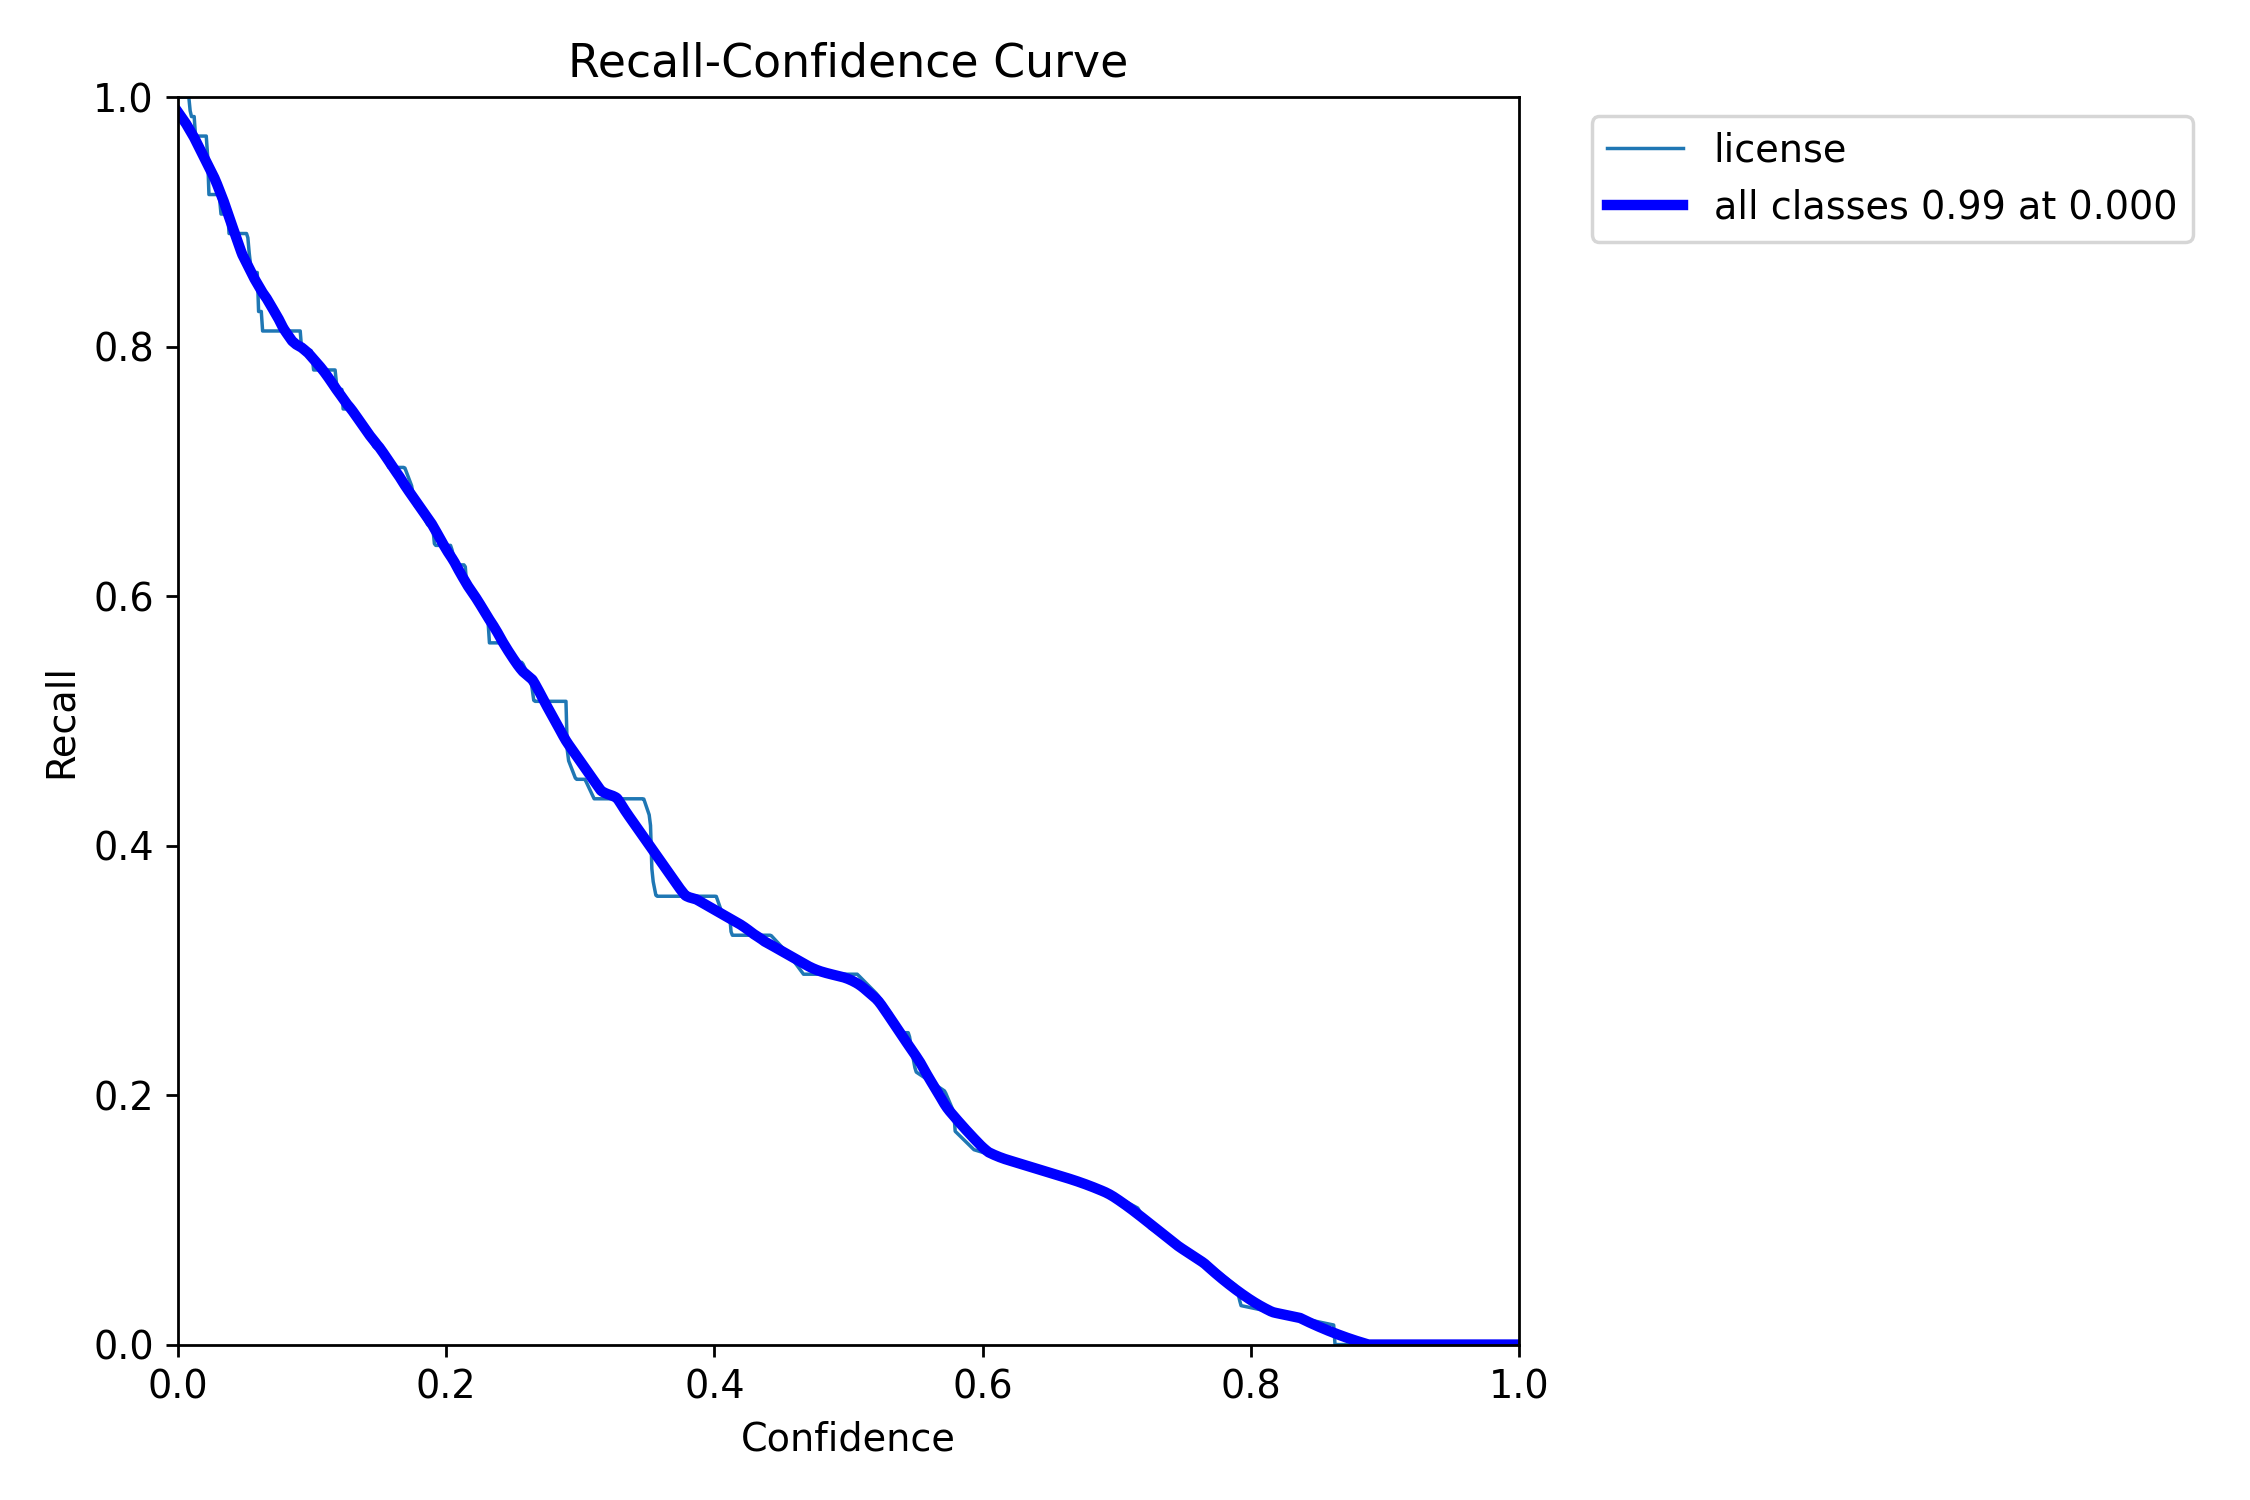 Recall-Confidence Curve
license
all classes 0.99 at 0.000
1.0
0.8
0.6
0.4
0.2
0.0
Recall
0.0 0.2 0.4 0.6 0.8 1.0
Confidence